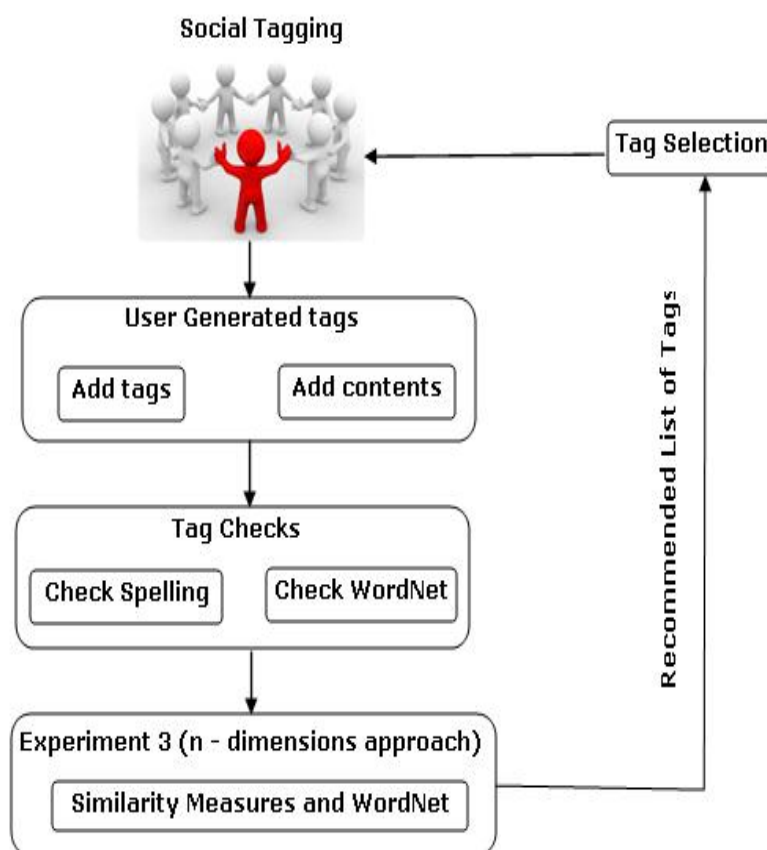 Social Tagging
Tag Selection
User Generated tags
Add tags
Add contents
Tag Checks
Check Spelling
Check WordNet
Experiment 3 (n - dimensions approach)
Similarity Measures and WordNet
Recommended List of Tags